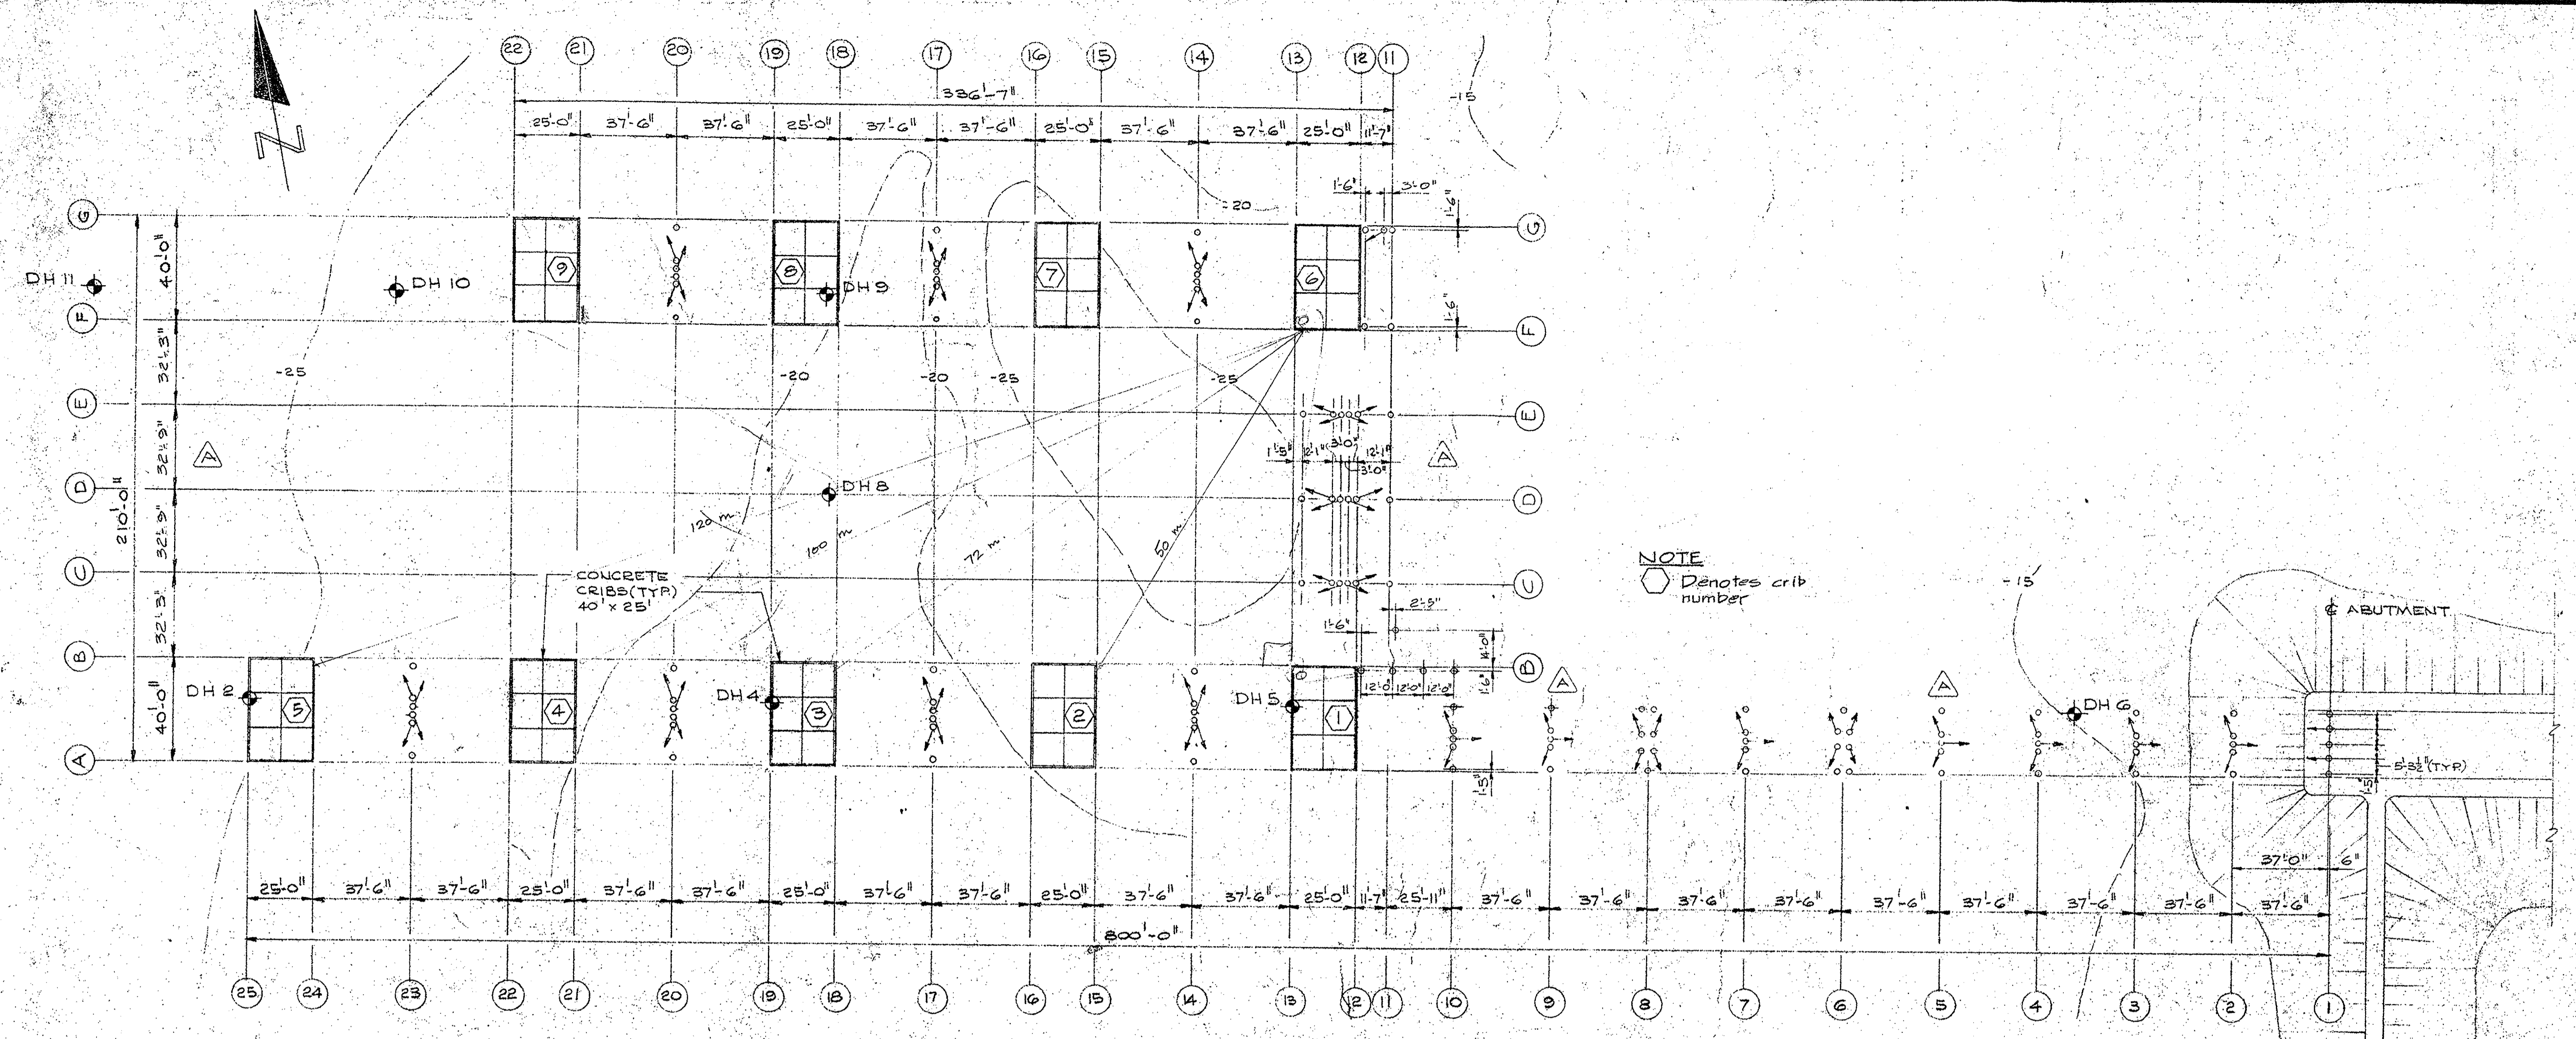 22 21 20 19 18 17 16 15 14 13 12 11
336'-7"
-15
25'-0" 37'-6" 37'-6" 25'-0" 37'-6" 37'-6" 25'-0" 37'-6" 37'-6" 25'-0" 11'-7"
N
1'-6" 3'-0"
1'-6"
-20
G G
40'-0"
DH 11 DH 10 9 8 DH 9 7 6
1'-6"
F F
32'-3"
-25 -20 -20 -25 -25
E E
32'-9"
A
3'-0"
1'-5" 12'-1" 12'-1"
3'-0"
A
D DH 8 D
210'-0"
120 m 100 m 72 m 50 m
32'-9"
NOTE
Denotes crib
number
C CONCRETE
CRIBS (TYP.)
40' x 25'
C
-15
2'-5"
℄ ABUTMENT
32'-3"
1'-6"
14'-0"
B B
1'-6"
12'-0" 12'-0" 12'-0"
A A
40'-0"
DH 2 5 4 DH 4 3 2 DH 5 1 DH 6
A
1'-5"
5'-3½" (TYP.)
1'-5"
37'-0" 6"
25'-0" 37'-6" 37'-6" 25'-0" 37'-6" 37'-6" 25'-0" 37'-6" 37'-6" 25'-0" 37'-6" 37'-6" 25'-0" 11'-7" 25'-11" 37'-6" 37'-6" 37'-6" 37'-6" 37'-6" 37'-6" 37'-6" 37'-6" 37'-6"
800'-0"
25 24 23 22 21 20 19 18 17 16 15 14 13 12 11 10 9 8 7 6 5 4 3 2 1